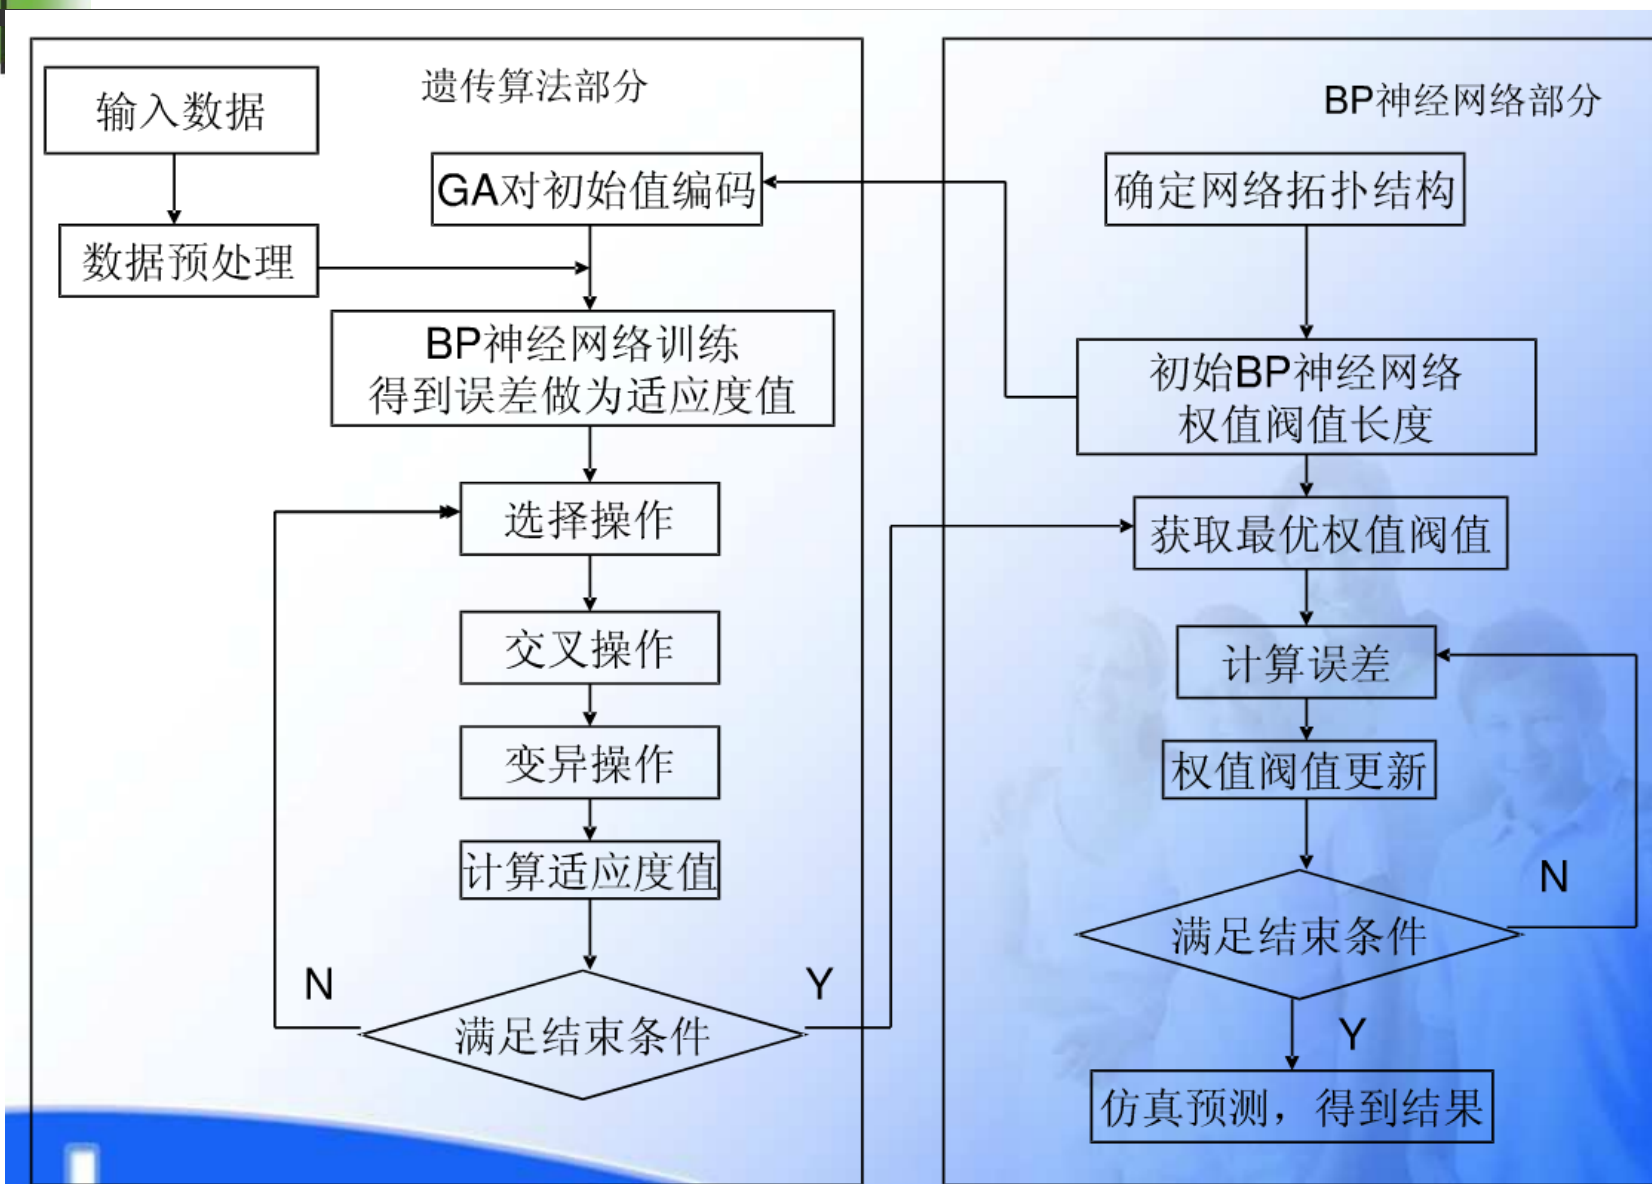 遗传算法部分
输入数据
数据预处理
GA对初始值编码
BP神经网络训练
得到误差做为适应度值
选择操作
交叉操作
变异操作
计算适应度值
满足结束条件
N
Y
BP神经网络部分
确定网络拓扑结构
初始BP神经网络
权值阀值长度
获取最优权值阀值
计算误差
权值阀值更新
满足结束条件
N
Y
仿真预测，得到结果